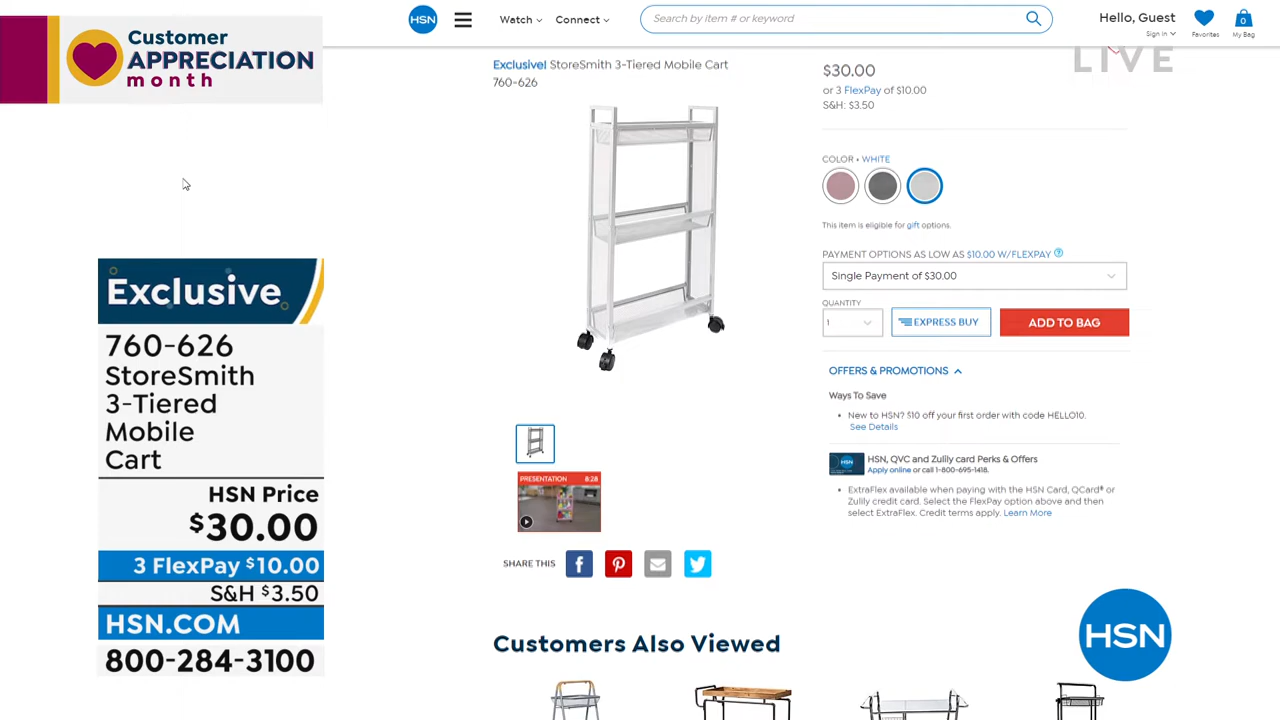 Customer
APPRECIATION
month
Exclusive
760-626
StoreSmith
3-Tiered
Mobile
Cart
HSN Price
$30.00
3 FlexPay $10.00
S&H $3.50
HSN.COM
800-284-3100
HSN
Watch
Connect
Search by item # or keyword
Hello, Guest
Sign in
Favorites
0
My Bag
LIVE
Exclusive! StoreSmith 3-Tiered Mobile Cart
760-626
$30.00
or 3 FlexPay of $10.00
S&H: $3.50
COLOR • WHITE
This item is eligible for gift options.
PAYMENT OPTIONS AS LOW AS $10.00 W/FLEXPAY ?
Single Payment of $30.00
QUANTITY
1
EXPRESS BUY
ADD TO BAG
OFFERS & PROMOTIONS
Ways To Save
• New to HSN? $10 off your first order with code HELLO10.
See Details
HSN
HSN, QVC and Zulily card Perks & Offers
Apply online or call 1-800-695-1418.
• ExtraFlex available when paying with the HSN Card, QCard® or
Zulily credit card. Select the FlexPay option above and then
select ExtraFlex. Credit terms apply. Learn More
PRESENTATION 8:28
SHARE THIS
Customers Also Viewed
HSN